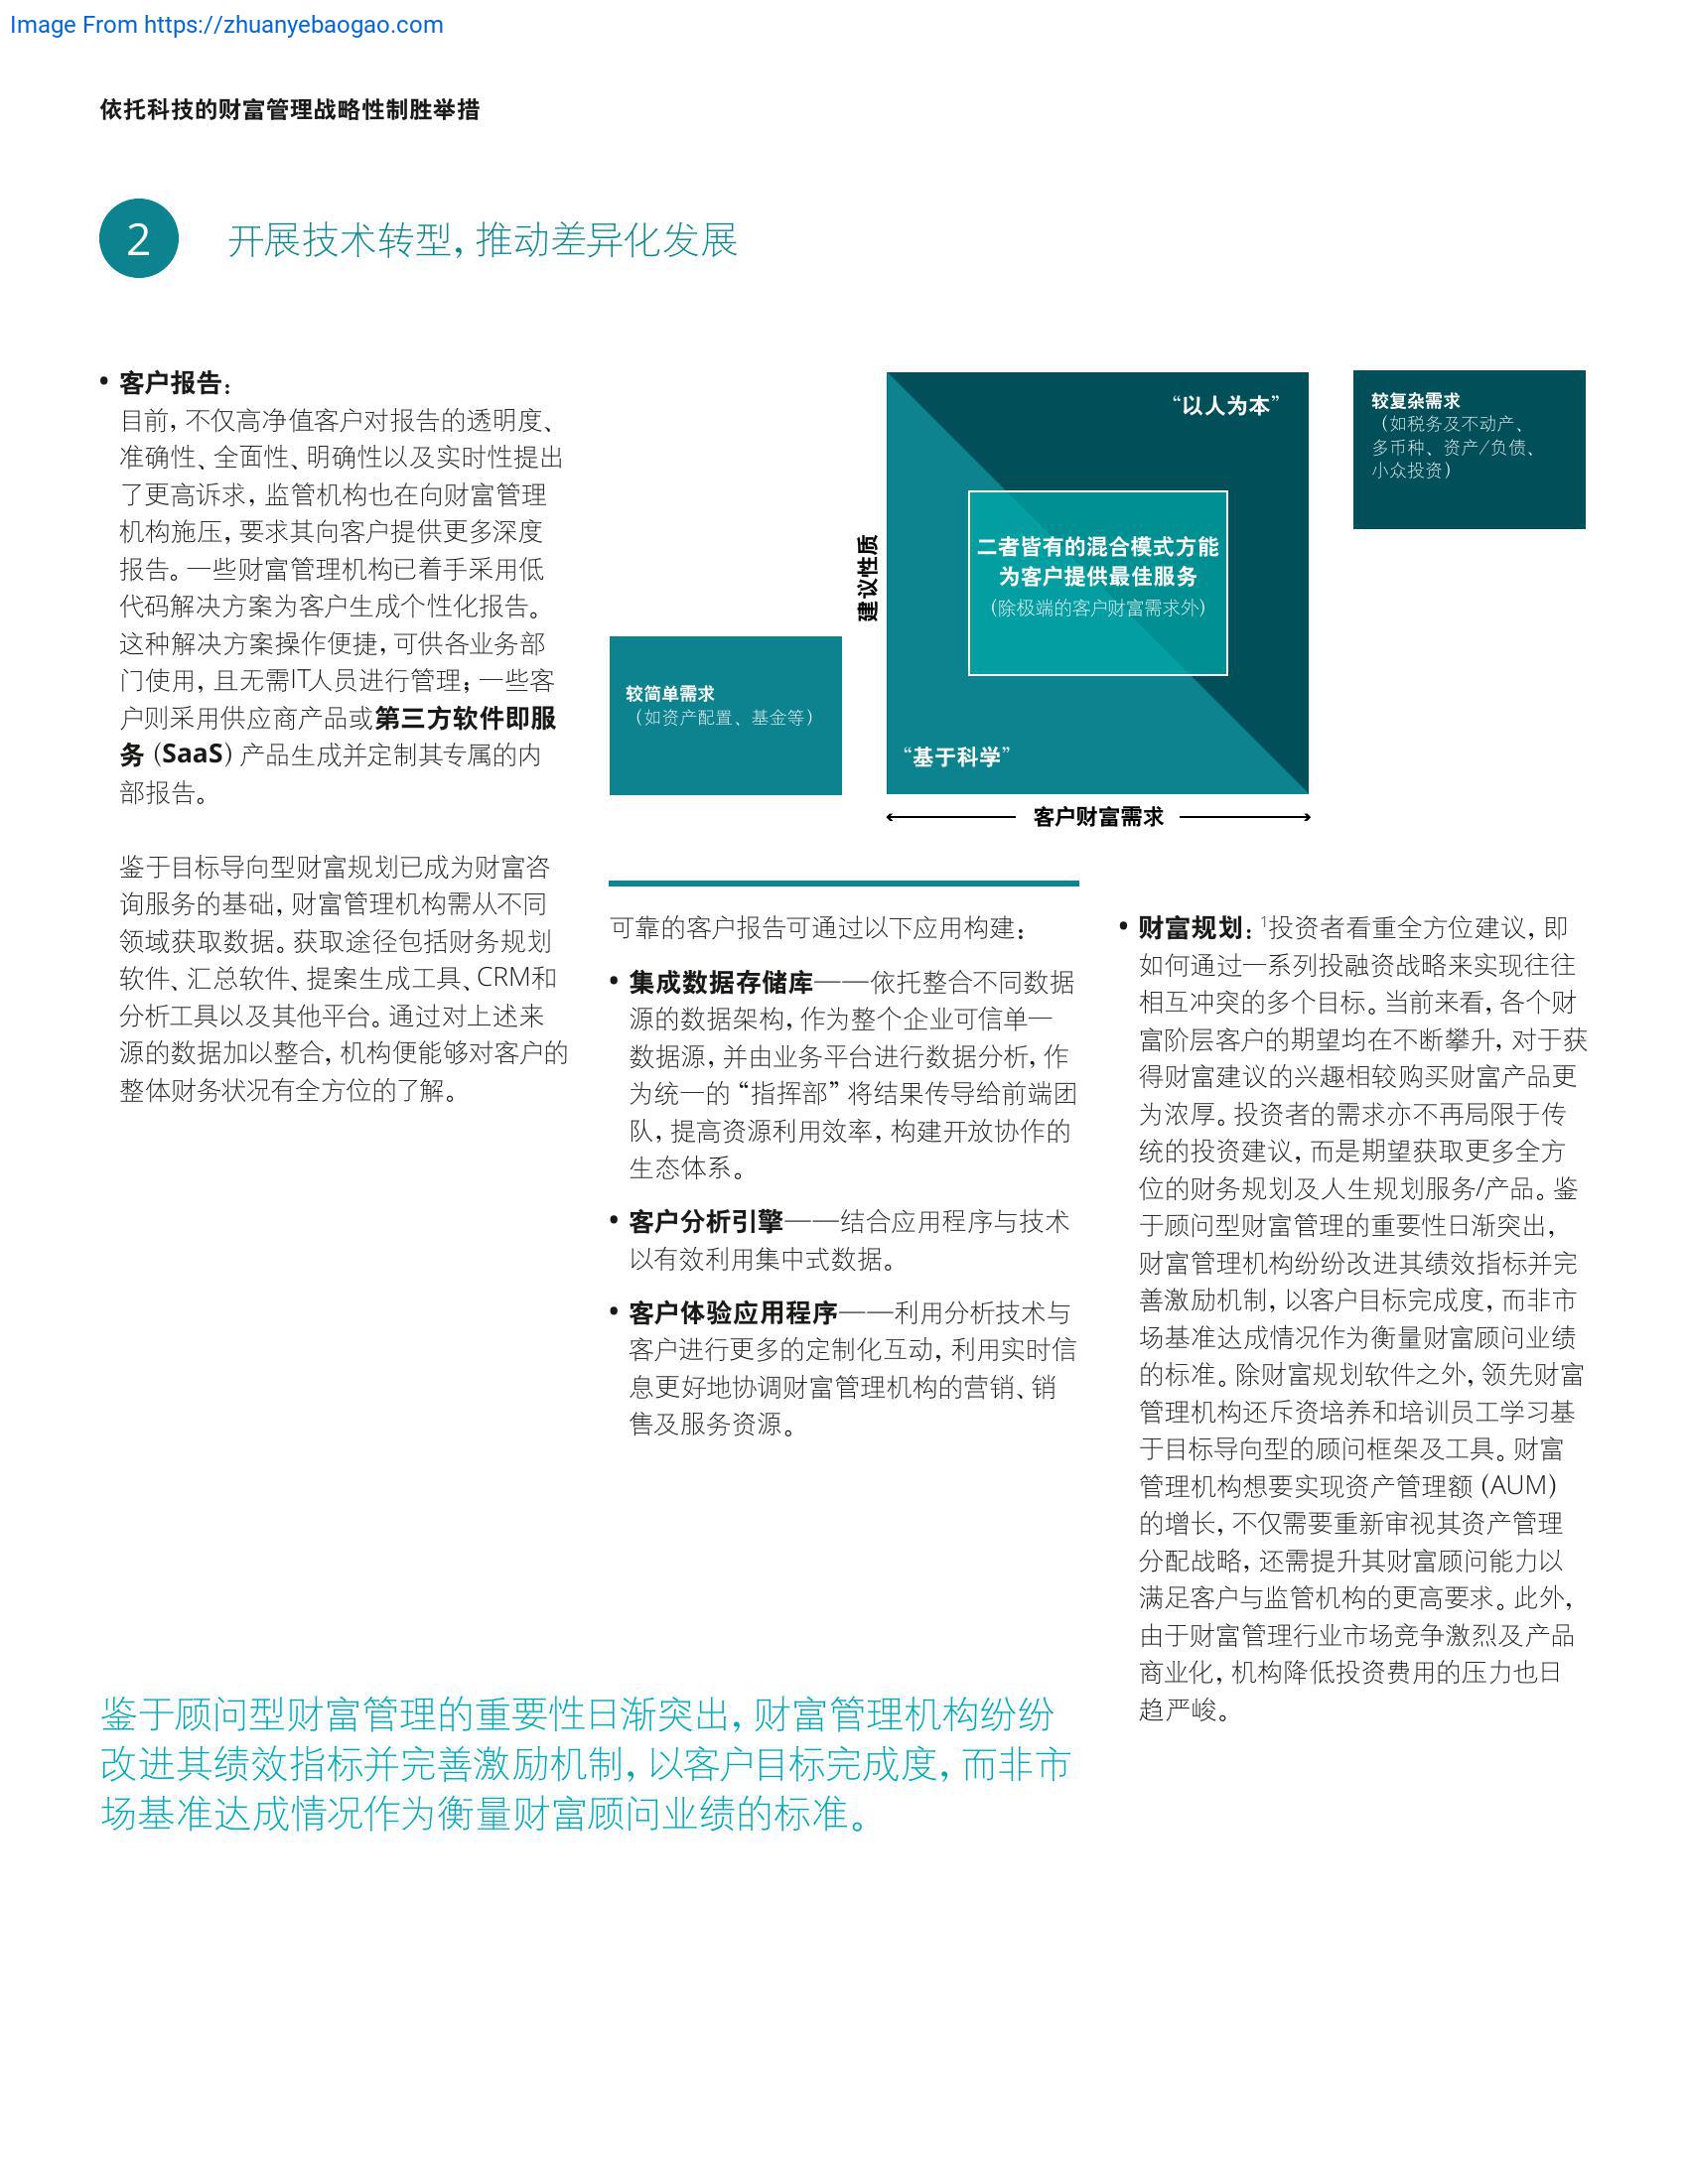 Image From https://zhuanyebaogao.com
依托科技的财富管理战略性制胜举措
2
开展技术转型，推动差异化发展
• 客户报告：
目前，不仅高净值客户对报告的透明度、
准确性、全面性、明确性以及实时性提出
了更高诉求，监管机构也在向财富管理
机构施压，要求其向客户提供更多深度
报告。一些财富管理机构已着手采用低
代码解决方案为客户生成个性化报告。
这种解决方案操作便捷，可供各业务部
门使用，且无需IT人员进行管理；一些客
户则采用供应商产品或第三方软件即服
务（SaaS）产品生成并定制其专属的内
部报告。
鉴于目标导向型财富规划已成为财富咨
询服务的基础，财富管理机构需从不同
领域获取数据。获取途径包括财务规划
软件、汇总软件、提案生成工具、CRM和
分析工具以及其他平台。通过对上述来
源的数据加以整合，机构便能够对客户的
整体财务状况有全方位的了解。
较简单需求
（如资产配置、基金等）
建议性质
“以人为本”
二者皆有的混合模式方能
为客户提供最佳服务
(除极端的客户财富需求外)
“基于科学”
客户财富需求
较复杂需求
（如税务及不动产、
多币种、资产/负债、
小众投资）
可靠的客户报告可通过以下应用构建：
• 集成数据存储库——依托整合不同数据
源的数据架构，作为整个企业可信单一
数据源，并由业务平台进行数据分析，作
为统一的“指挥部”将结果传导给前端团
队，提高资源利用效率，构建开放协作的
生态体系。
• 客户分析引擎——结合应用程序与技术
以有效利用集中式数据。
• 客户体验应用程序——利用分析技术与
客户进行更多的定制化互动，利用实时信
息更好地协调财富管理机构的营销、销
售及服务资源。
• 财富规划：1投资者看重全方位建议，即
如何通过一系列投融资战略来实现往往
相互冲突的多个目标。当前来看，各个财
富阶层客户的期望均在不断攀升，对于获
得财富建议的兴趣相较购买财富产品更
为浓厚。投资者的需求亦不再局限于传
统的投资建议，而是期望获取更多全方
位的财务规划及人生规划服务/产品。鉴
于顾问型财富管理的重要性日渐突出，
财富管理机构纷纷改进其绩效指标并完
善激励机制，以客户目标完成度，而非市
场基准达成情况作为衡量财富顾问业绩
的标准。除财富规划软件之外，领先财富
管理机构还斥资培养和培训员工学习基
于目标导向型的顾问框架及工具。财富
管理机构想要实现资产管理额（AUM）
的增长，不仅需要重新审视其资产管理
分配战略，还需提升其财富顾问能力以
满足客户与监管机构的更高要求。此外，
由于财富管理行业市场竞争激烈及产品
商业化，机构降低投资费用的压力也日
趋严峻。
鉴于顾问型财富管理的重要性日渐突出，财富管理机构纷纷
改进其绩效指标并完善激励机制，以客户目标完成度，而非市
场基准达成情况作为衡量财富顾问业绩的标准。